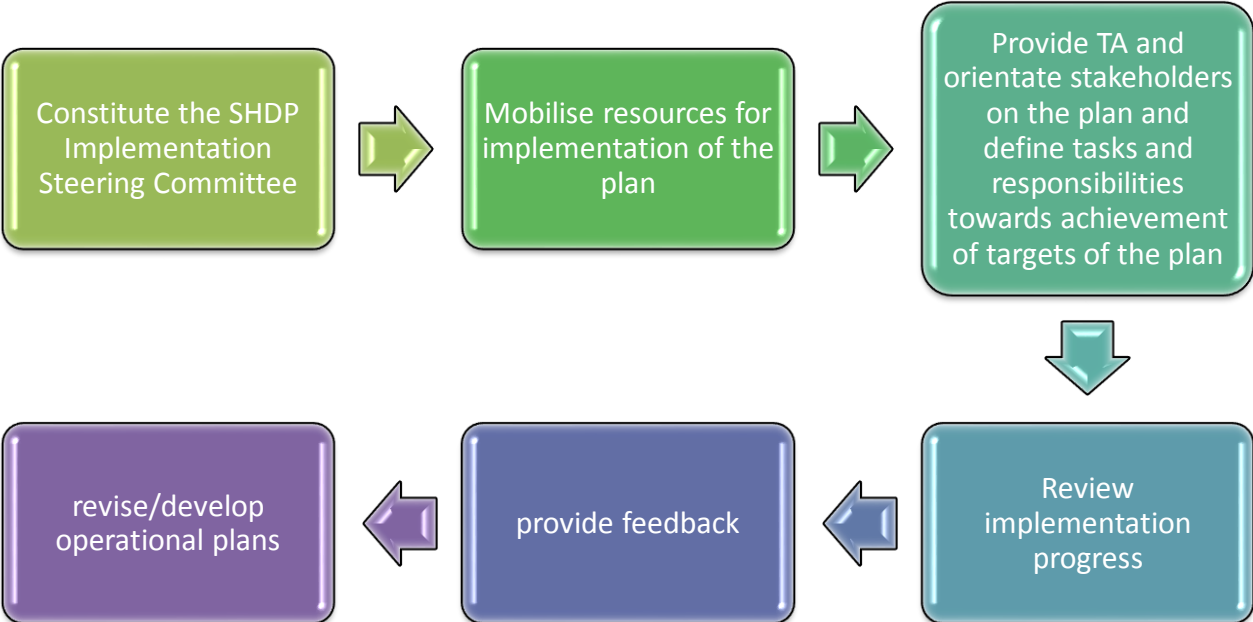 Constitute the SHDP
Implementation
Steering Committee
Mobilise resources for
implementation of the
plan
Provide TA and
orientate stakeholders
on the plan and
define tasks and
responsibilities
towards achievement
of targets of the plan
Review
implementation
progress
provide feedback
revise/develop
operational plans